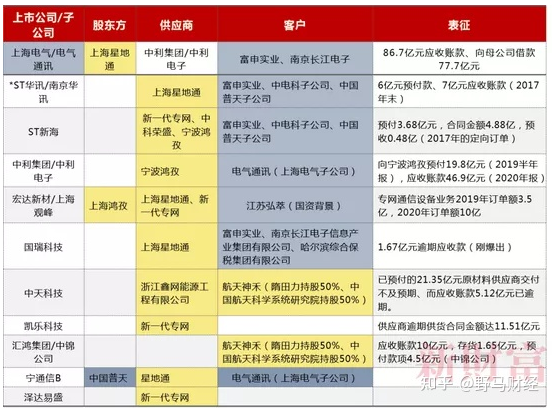 上市公司/子公司 股东方 供应商 客户 表征
上海电气/电气通讯 上海星地通 中利集团/中利电子 富申实业、南京长江电子 86.7亿元应收账款、向母公司借款77.7亿元
*ST华讯/南京华讯 上海星地通 富申实业、中电科子公司、中国普天子公司 6亿元预付款、7亿元应收账款（2017年末）
ST新海 新一代专网、中科荣盛、宁波鸿孜 富申实业、中电科子公司、中国普天子公司 预付3.68亿元，合同金额4.88亿，预收0.48亿（2017年的定向订单）
中利集团/中利电子 宁波鸿孜 电气通讯（上海电气子公司） 向宁波鸿孜预付19.8亿元（2019半年报），应收账款46.9亿元（2020年报）
宏达新材/上海观峰 上海鸿孜 上海星地通、新一代专网 江苏弘萃（国资背景） 专网通信设备业务2019年订单额3.5亿，2020年订单额10亿
国瑞科技 上海星地通 富申实业、南京长江电子信息产业集团有限公司、哈尔滨综合保税集团有限公司 1.67亿元逾期应收款（刚爆出）
中天科技 浙江鑫网能源工程有限公司 航天神禾（隋田力持股50%、中国航天科学系统研究院持股50%） 已预付的21.35亿元原材料供应商交付不及预期，而应收账款5.12亿元已逾期。
凯乐科技 新一代专网 供应商逾期供货合同金额达11.51亿元
汇鸿集团/中锦公司 航天神禾（隋田力持股50%、中国航天科学系统研究院持股50%） 应收账款10亿元，存货1.65亿元，预付款项4.5亿元（中锦公司）
宁通信B 中国普天 星地通 电气通讯（上海电气子公司）
泽达易盛 新一代专网
新财富
知乎 @野马财经